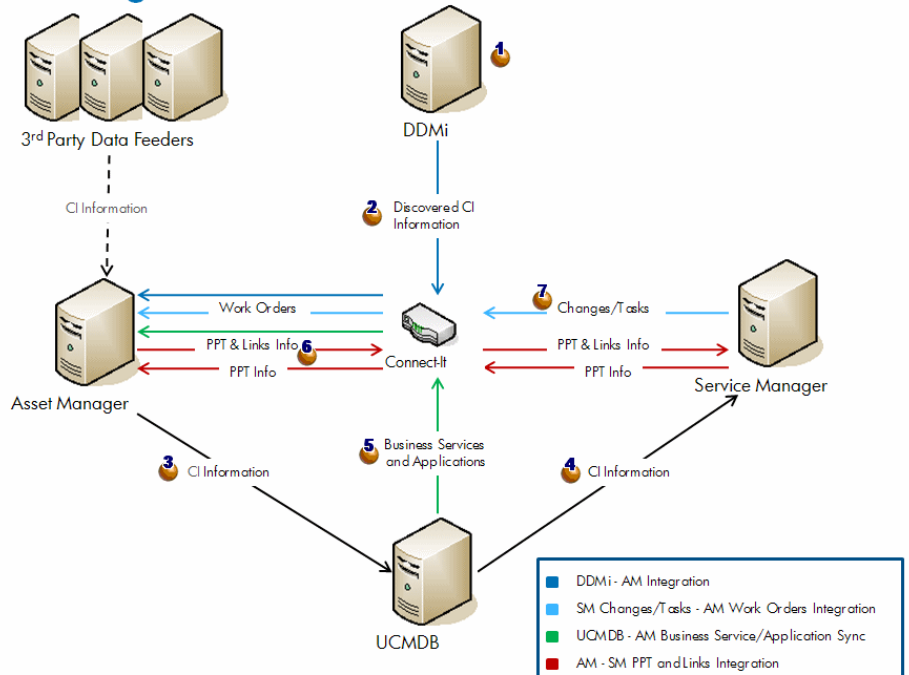 1
3rd Party Data Feeders
DDMi
CI Information
2
Discovered CI
Information
7
Work Orders
Changes/Tasks
6
PPT & Links Info
PPT & Links Info
PPT Info
PPT Info
Connect-It
Asset Manager
Service Manager
5
Business Services
and Applications
3
CI Information
4
CI Information
UCMDB
DDMi - AM Integration
SM Changes/Tasks - AM Work Orders Integration
UCMDB - AM Business Service/Application Sync
AM - SM PPT and Links Integration